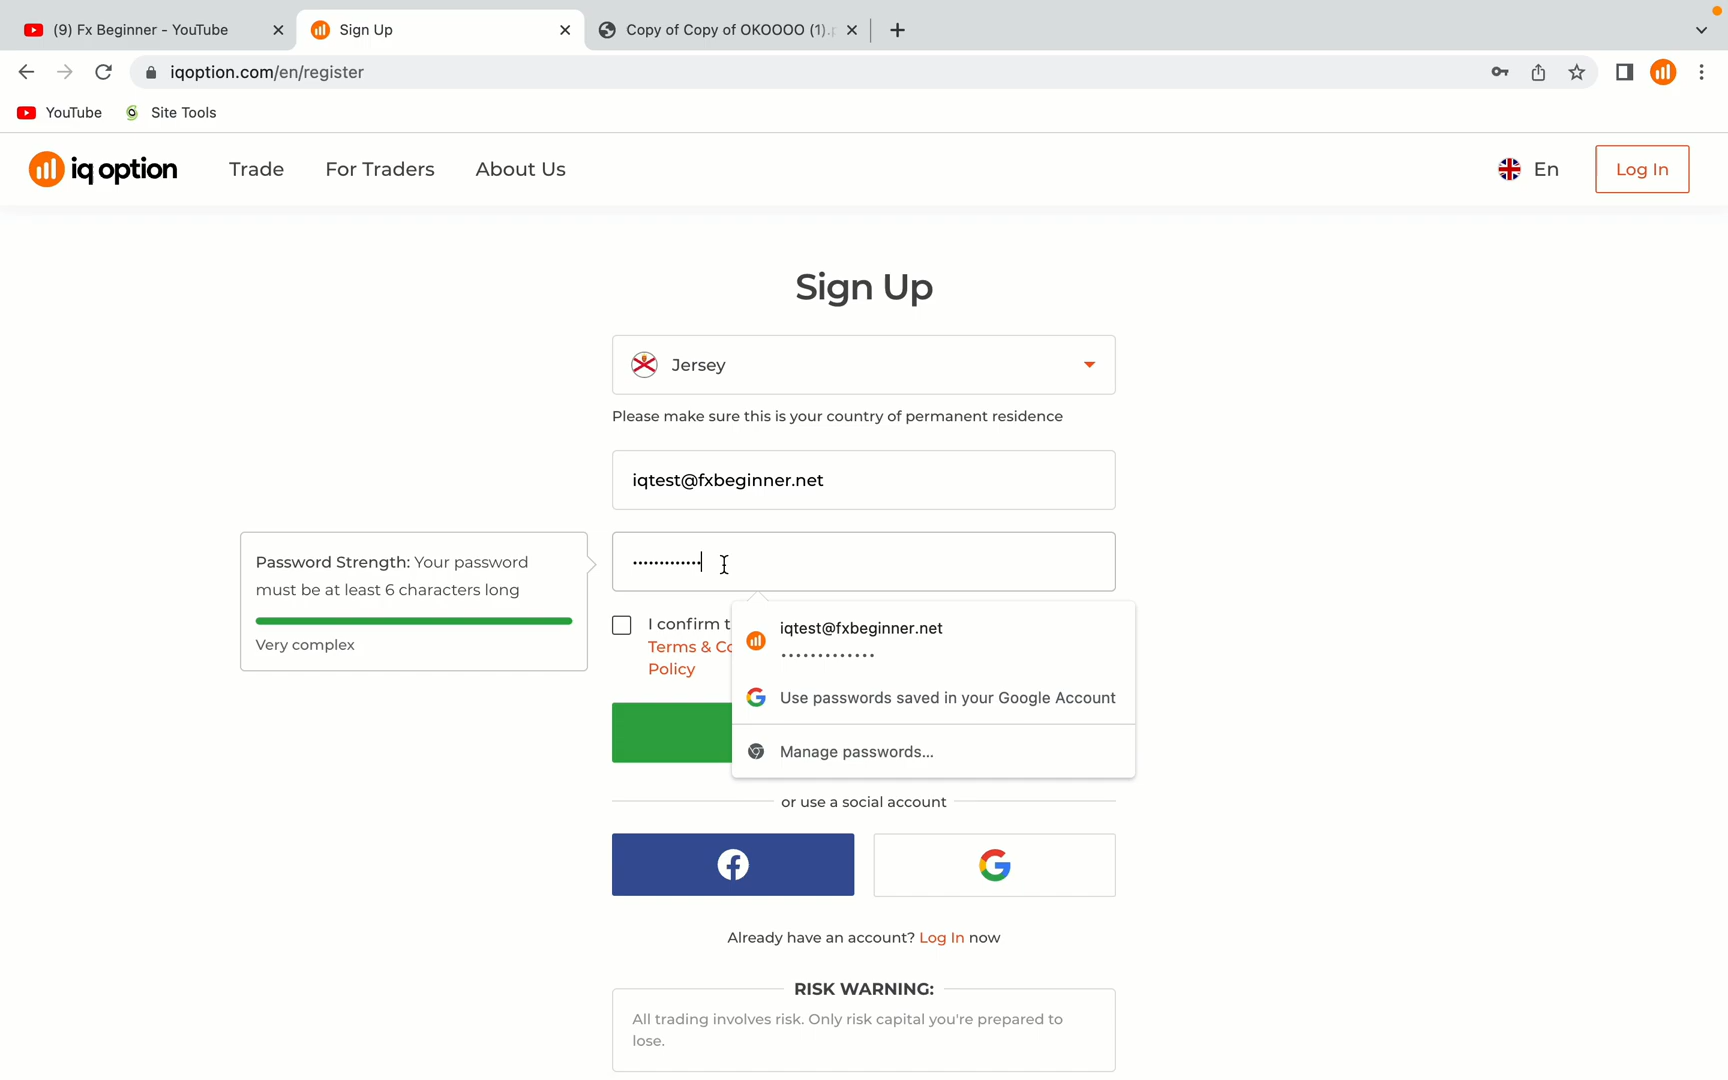 (9) Fx Beginner - YouTube
Sign Up
Copy of Copy of OKOOOO (1).p
iqoption.com/en/register
YouTube
Site Tools
iq option
Trade
For Traders
About Us
En
Log In
Sign Up
Jersey
Please make sure this is your country of permanent residence
iqtest@fxbeginner.net
Password Strength: Your password
must be at least 6 characters long
Very complex
•••••••••••••
I confirm t
Terms & Co
Policy
iqtest@fxbeginner.net
•••••••••••••
Use passwords saved in your Google Account
Manage passwords...
or use a social account
Already have an account? Log In now
RISK WARNING:
All trading involves risk. Only risk capital you're prepared to
lose.